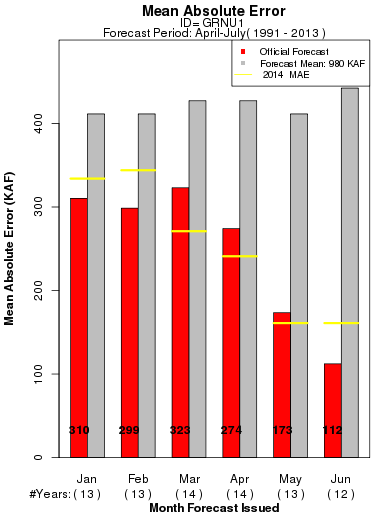 Mean Absolute Error
ID= GRNU1
Forecast Period: April-July( 1991 - 2013 )
Official Forecast
Forecast Mean: 980 KAF
2014 MAE
Mean Absolute Error (KAF)
400
300
200
100
0
310 299 323 274 173 112
Jan Feb Mar Apr May Jun
#Years: ( 13 ) ( 13 ) ( 14 ) ( 14 ) ( 13 ) ( 12 )
Month Forecast Issued